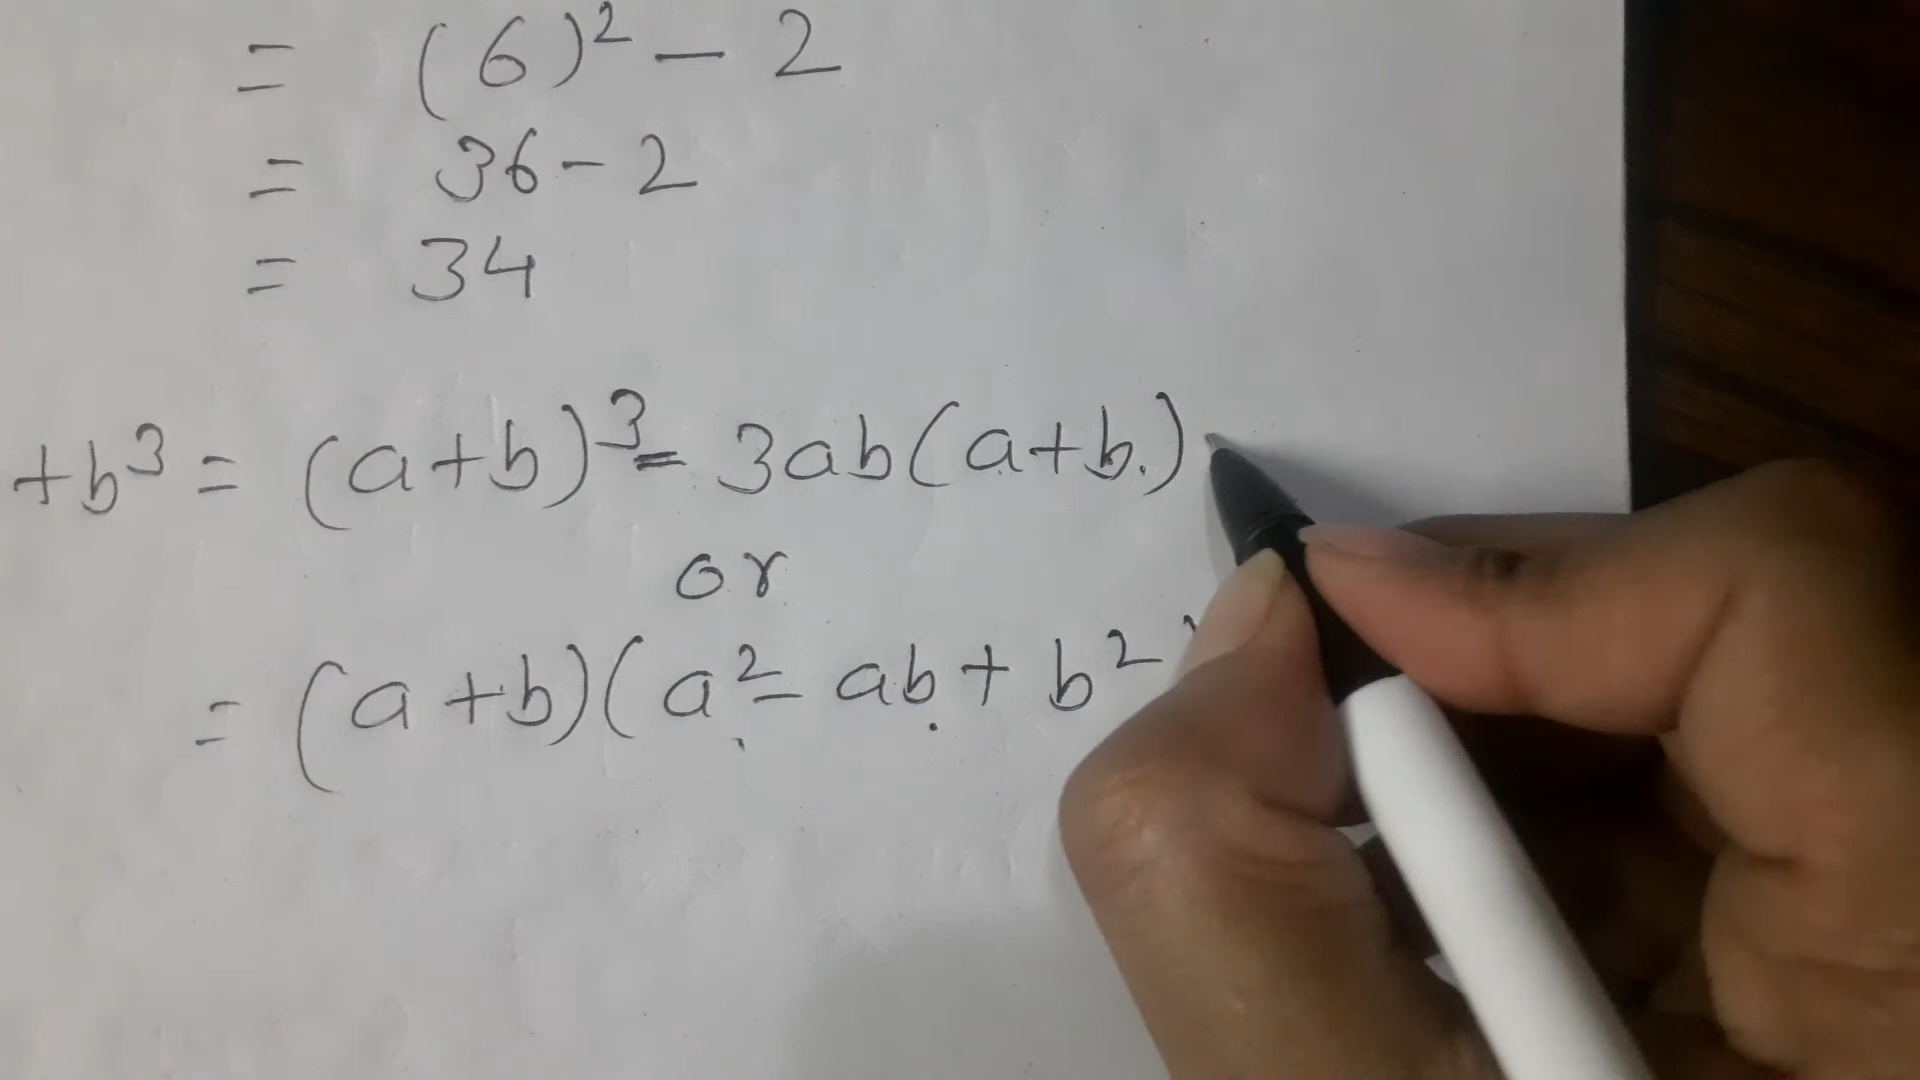 = (6)² − 2
= 36 − 2
= 34
+b³ = (a+b)³ = 3ab(a+b)
or
= (a+b)(a² − ab + b²)